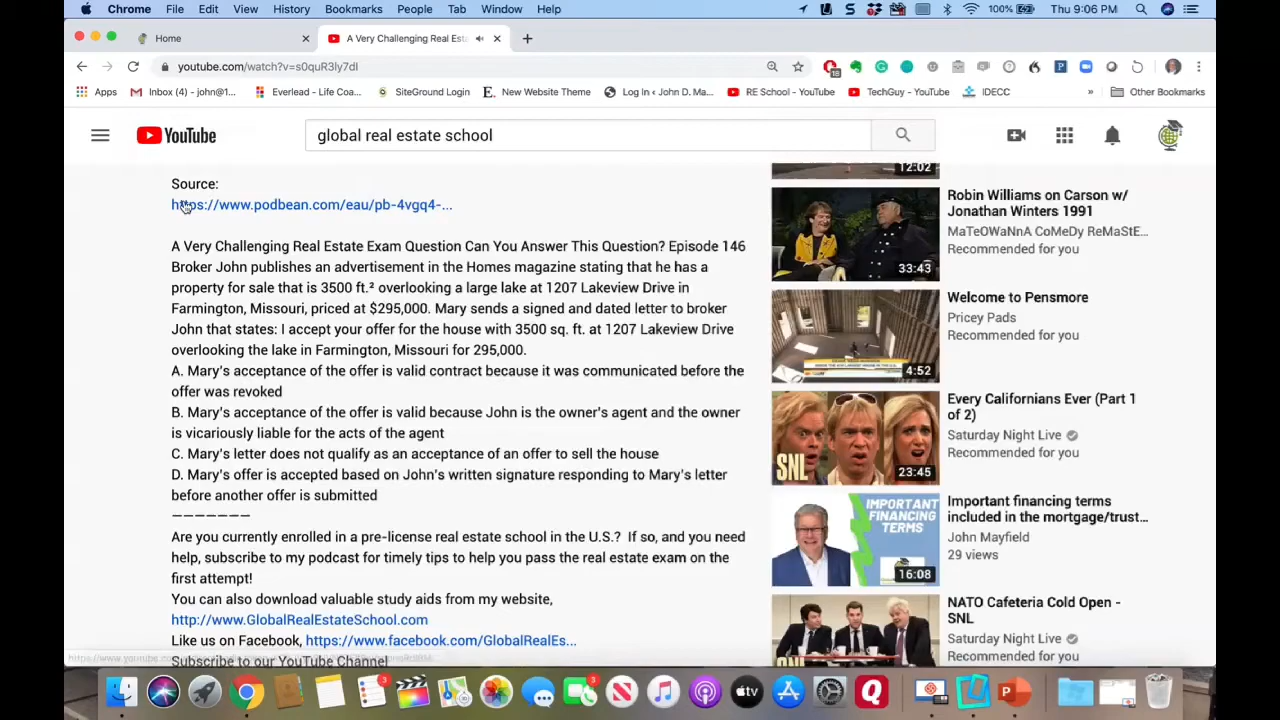 Chrome File Edit View History Bookmarks People Tab Window Help 100% Thu 9:06 PM
Home A Very Challenging Real Est
youtube.com/watch?v=s0quR3ly7dI
Apps Inbox (4) - john@1... Everlead - Life Coa... SiteGround Login New Website Theme Log In ‹ John D. Ma... RE School - YouTube TechGuy - YouTube IDECC » Other Bookmarks
YouTube global real estate school
12:02
Source:
https://www.podbean.com/eau/pb-4vgq4-...
A Very Challenging Real Estate Exam Question Can You Answer This Question? Episode 146
Broker John publishes an advertisement in the Homes magazine stating that he has a
property for sale that is 3500 ft.² overlooking a large lake at 1207 Lakeview Drive in
Farmington, Missouri, priced at $295,000. Mary sends a signed and dated letter to broker
John that states: I accept your offer for the house with 3500 sq. ft. at 1207 Lakeview Drive
overlooking the lake in Farmington, Missouri for 295,000.
A. Mary's acceptance of the offer is valid contract because it was communicated before the
offer was revoked
B. Mary's acceptance of the offer is valid because John is the owner's agent and the owner
is vicariously liable for the acts of the agent
C. Mary's letter does not qualify as an acceptance of an offer to sell the house
D. Mary's offer is accepted based on John's written signature responding to Mary's letter
before another offer is submitted
———————
Are you currently enrolled in a pre-license real estate school in the U.S.? If so, and you need
help, subscribe to my podcast for timely tips to help you pass the real estate exam on the
first attempt!
You can also download valuable study aids from my website,
http://www.GlobalRealEstateSchool.com
Like us on Facebook, https://www.facebook.com/GlobalRealEs...
Subscribe to our YouTube Channel
Robin Williams on Carson w/
Jonathan Winters 1991
MaTeOWaNnA CoMeDy ReMaStE...
Recommended for you
33:43
Welcome to Pensmore
Pricey Pads
Recommended for you
4:52
Every Californians Ever (Part 1
of 2)
Saturday Night Live
Recommended for you
SNL
23:45
Important financing terms
included in the mortgage/trust...
John Mayfield
29 views
IMPORTANT
FINANCING
TERMS
16:08
NATO Cafeteria Cold Open -
SNL
Saturday Night Live
Recommended for you
SNL